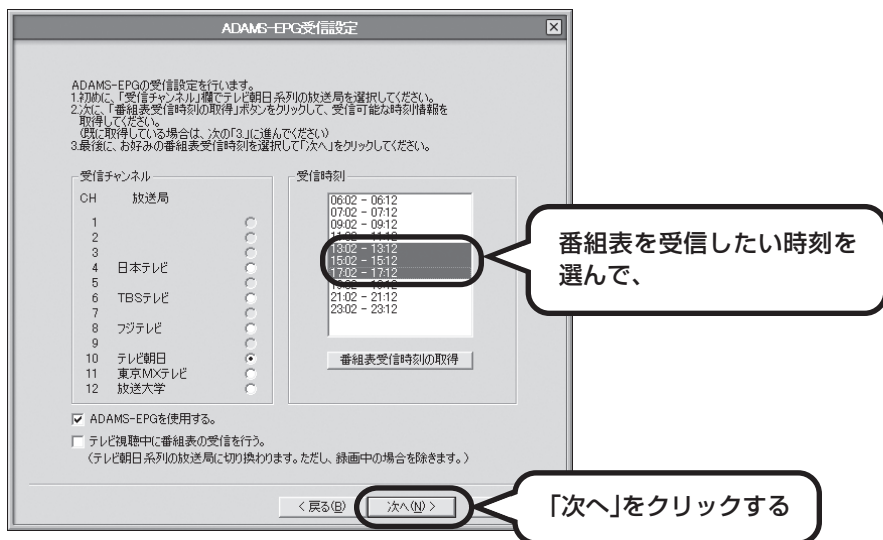 ADAMS-EPG受信設定
ADAMS-EPGの受信設定を行います。
1.初めに、「受信チャンネル」欄でテレビ朝日系列の放送局を選択してください。
2.次に、「番組表受信時刻の取得」ボタンをクリックして、受信可能な時刻情報を
取得してください。
(既に取得している場合は、次の「3.」に進んでください)
3.最後に、お好みの番組表受信時刻を選択して「次へ」をクリックしてください。
受信チャンネル
CH 放送局
1
2
3
4 日本テレビ
5
6 TBSテレビ
7
8 フジテレビ
9
10 テレビ朝日
11 東京MXテレビ
12 放送大学
受信時刻
06:02 - 06:12
07:02 - 07:12
09:02 - 09:12
13:02 - 13:12
15:02 - 15:12
17:02 - 17:12
21:02 - 21:12
23:02 - 23:12
番組表受信時刻の取得
番組表を受信したい時刻を
選んで、
ADAMS-EPGを使用する。
テレビ視聴中に番組表の受信を行う。
(テレビ朝日系列の放送局に切り換わります。ただし、録画中の場合を除きます。)
< 戻る(B)
次へ(N) >
「次へ」をクリックする